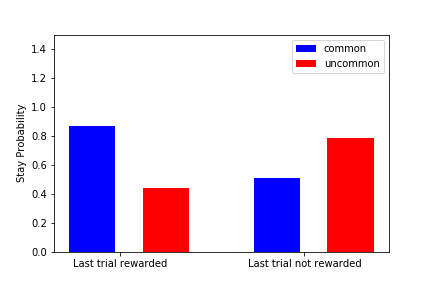 common
uncommon
Stay Probability
1.4
1.2
1.0
0.8
0.6
0.4
0.2
0.0
Last trial rewarded
Last trial not rewarded